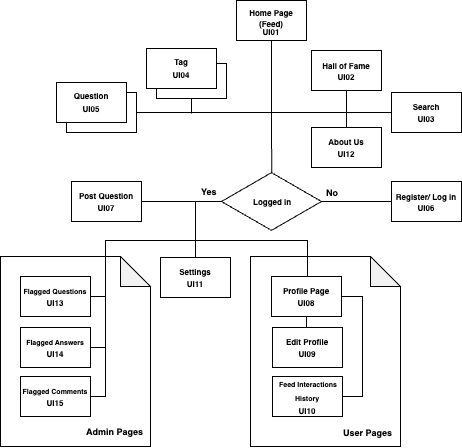 Home Page
(Feed)
UI01
Tag
UI04
Hall of Fame
UI02
Question
UI05
Search
UI03
About Us
UI12
Yes
No
Post Question
UI07
Logged in
Register/ Log in
UI06
Settings
UI11
Flagged Questions
UI13
Profile Page
UI08
Flagged Answers
UI14
Edit Profile
UI09
Flagged Comments
UI15
Feed Interactions
History
UI10
Admin Pages
User Pages